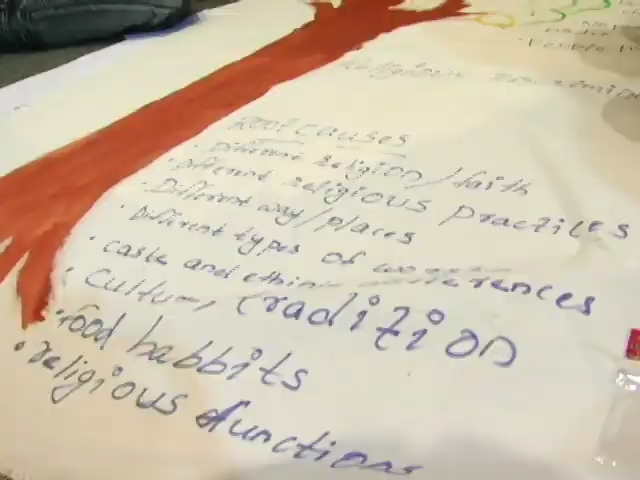 Religious
Root causes
• Different Religion/faith
• Different religious practices
• Different way/places
• Different types of
• caste and ethnic differences
• Culture, tradition
• food habbits
• religious functions